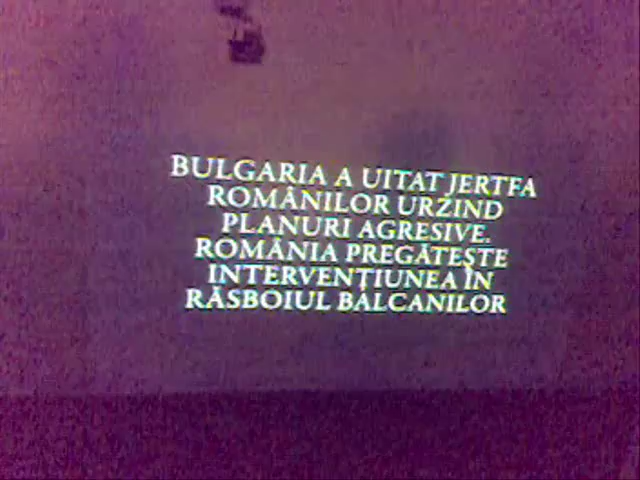 BULGARIA A UITAT JERTFA
ROMÂNILOR URZIND
PLANURI AGRESIVE.
ROMÂNIA PREGĂTEȘTE
INTERVENȚIUNEA ÎN
RĂSBOIUL BALCANILOR